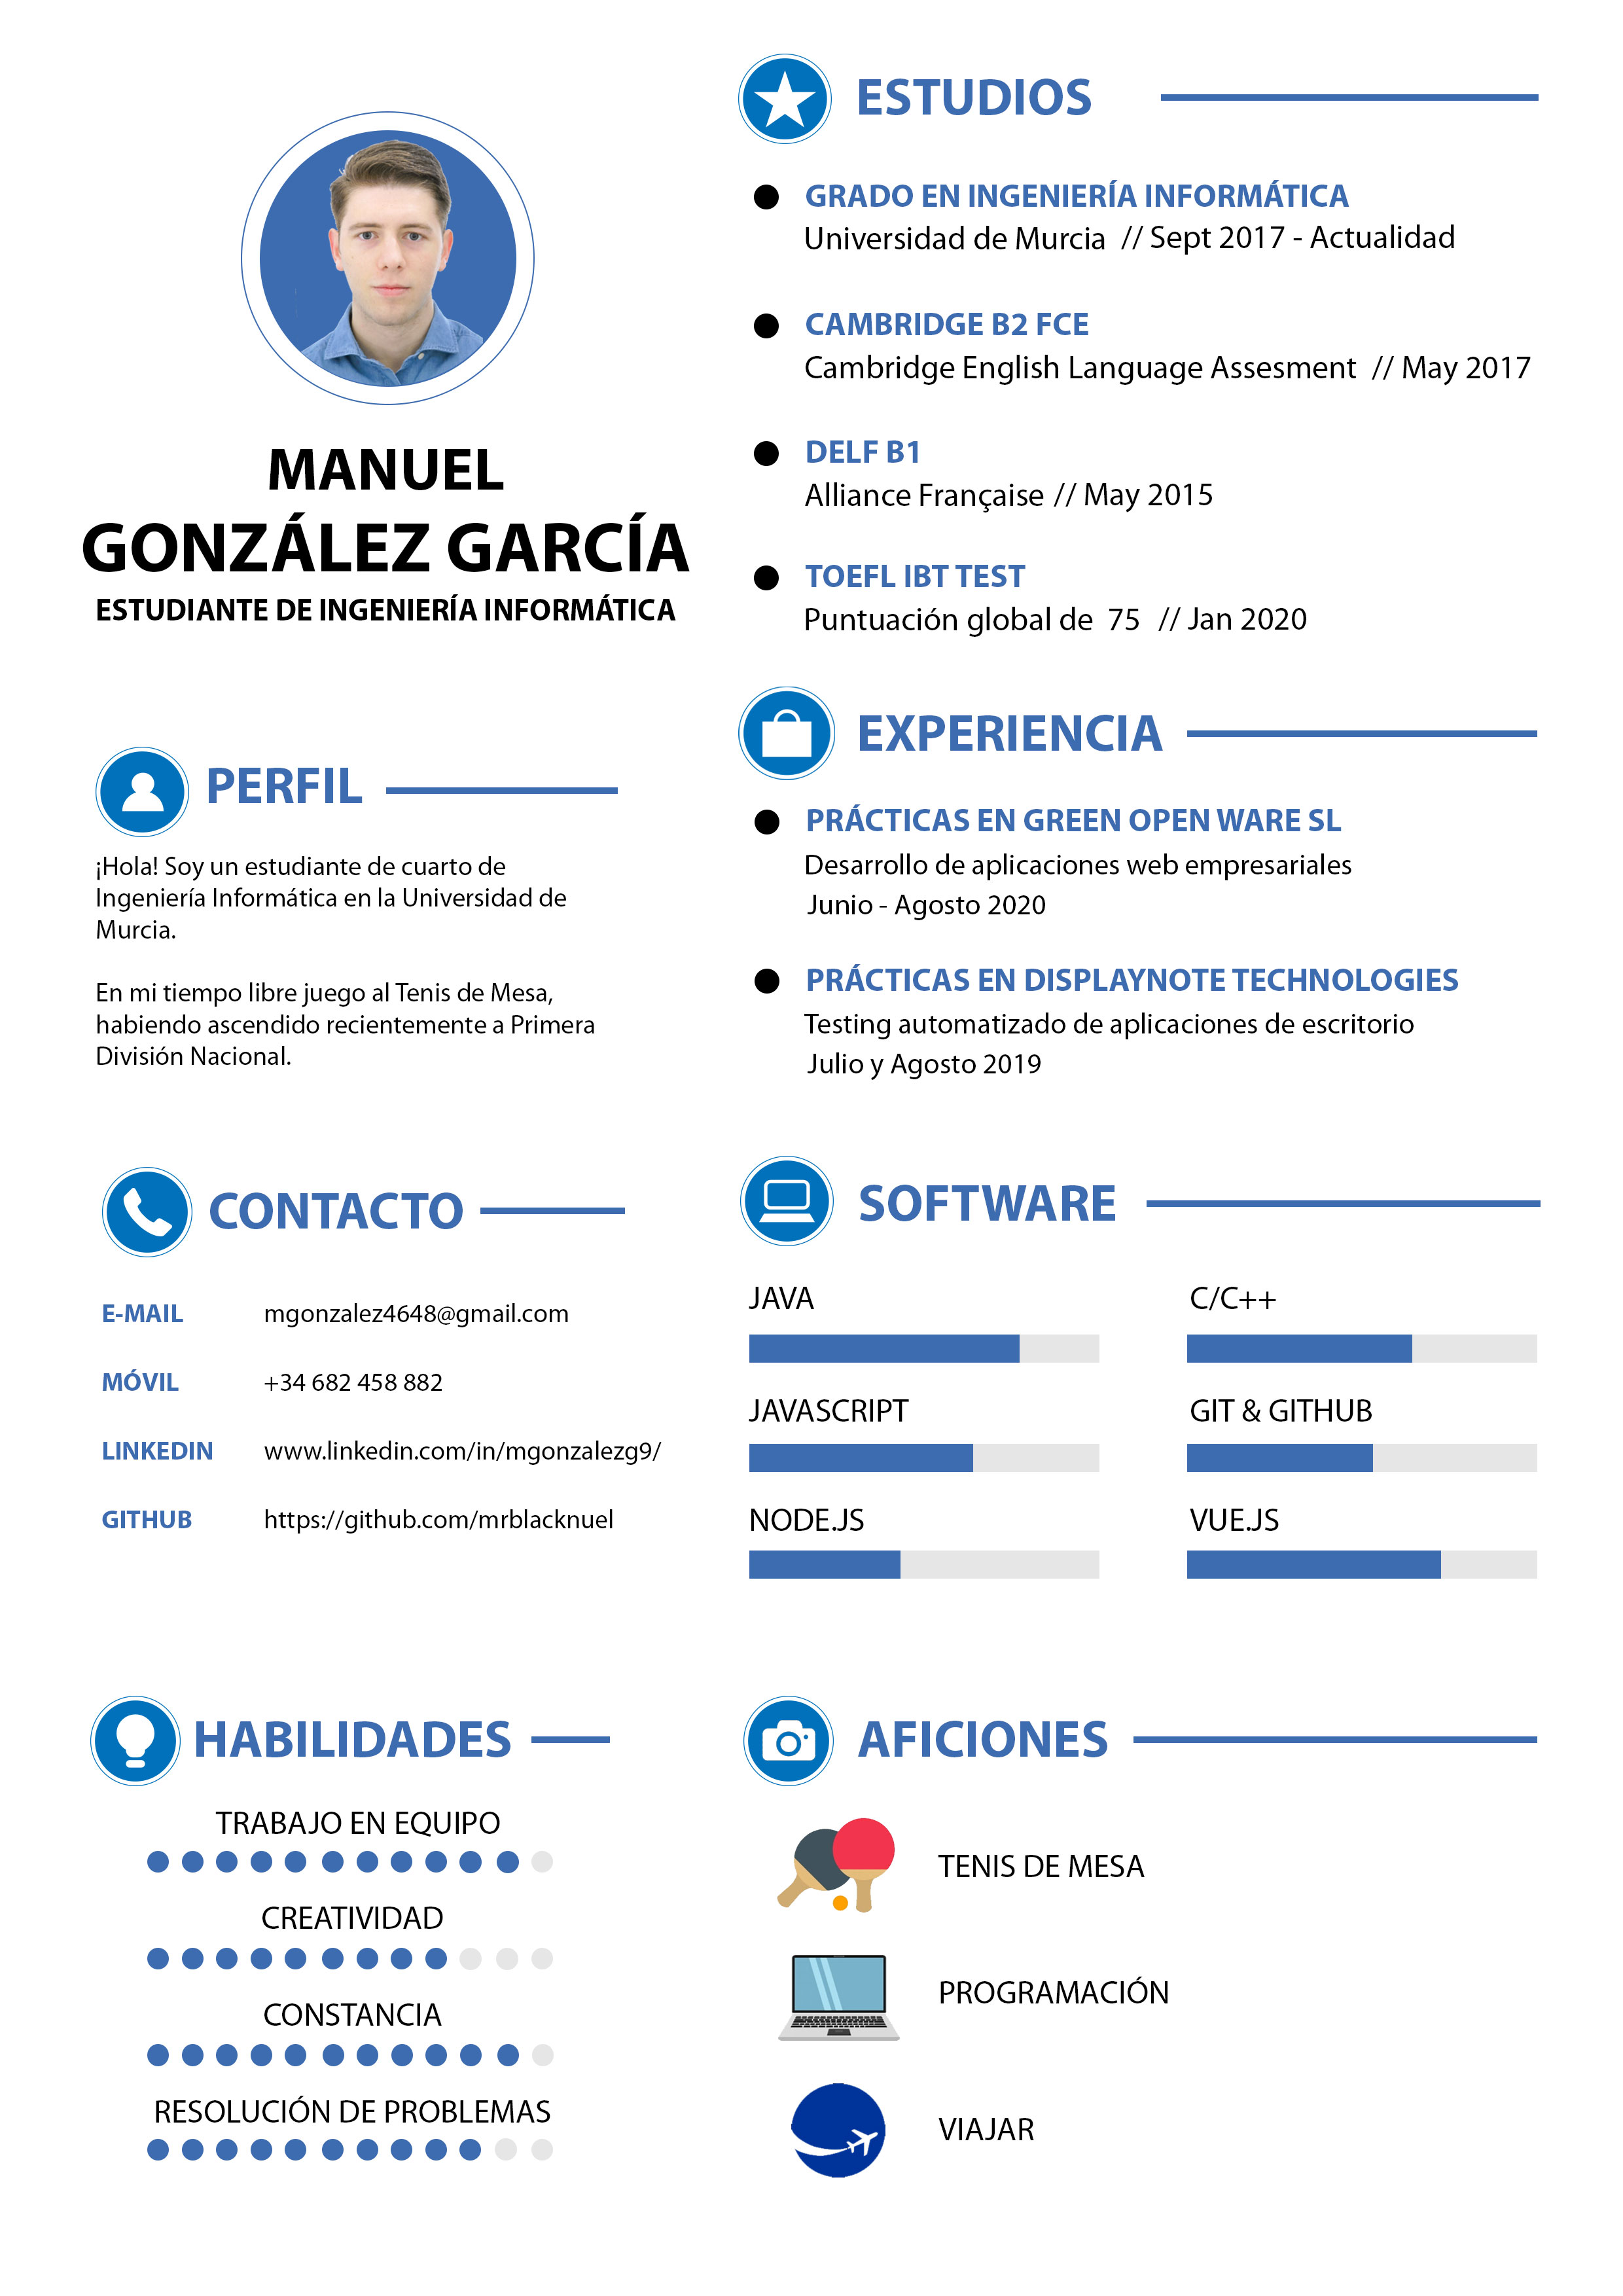 MANUEL
GONZÁLEZ GARCÍA
ESTUDIANTE DE INGENIERÍA INFORMÁTICA
PERFIL
¡Hola! Soy un estudiante de cuarto de
Ingeniería Informática en la Universidad de
Murcia.
En mi tiempo libre juego al Tenis de Mesa,
habiendo ascendido recientemente a Primera
División Nacional.
CONTACTO
E-MAIL mgonzalez4648@gmail.com
MÓVIL +34 682 458 882
LINKEDIN www.linkedin.com/in/mgonzalezg9/
GITHUB https://github.com/mrblacknuel
HABILIDADES
TRABAJO EN EQUIPO
CREATIVIDAD
CONSTANCIA
RESOLUCIÓN DE PROBLEMAS
ESTUDIOS
GRADO EN INGENIERÍA INFORMÁTICA
Universidad de Murcia // Sept 2017 - Actualidad
CAMBRIDGE B2 FCE
Cambridge English Language Assesment // May 2017
DELF B1
Alliance Française // May 2015
TOEFL IBT TEST
Puntuación global de 75 // Jan 2020
EXPERIENCIA
PRÁCTICAS EN GREEN OPEN WARE SL
Desarrollo de aplicaciones web empresariales
Junio - Agosto 2020
PRÁCTICAS EN DISPLAYNOTE TECHNOLOGIES
Testing automatizado de aplicaciones de escritorio
Julio y Agosto 2019
SOFTWARE
JAVA C/C++
JAVASCRIPT GIT & GITHUB
NODE.JS VUE.JS
AFICIONES
TENIS DE MESA
PROGRAMACIÓN
VIAJAR